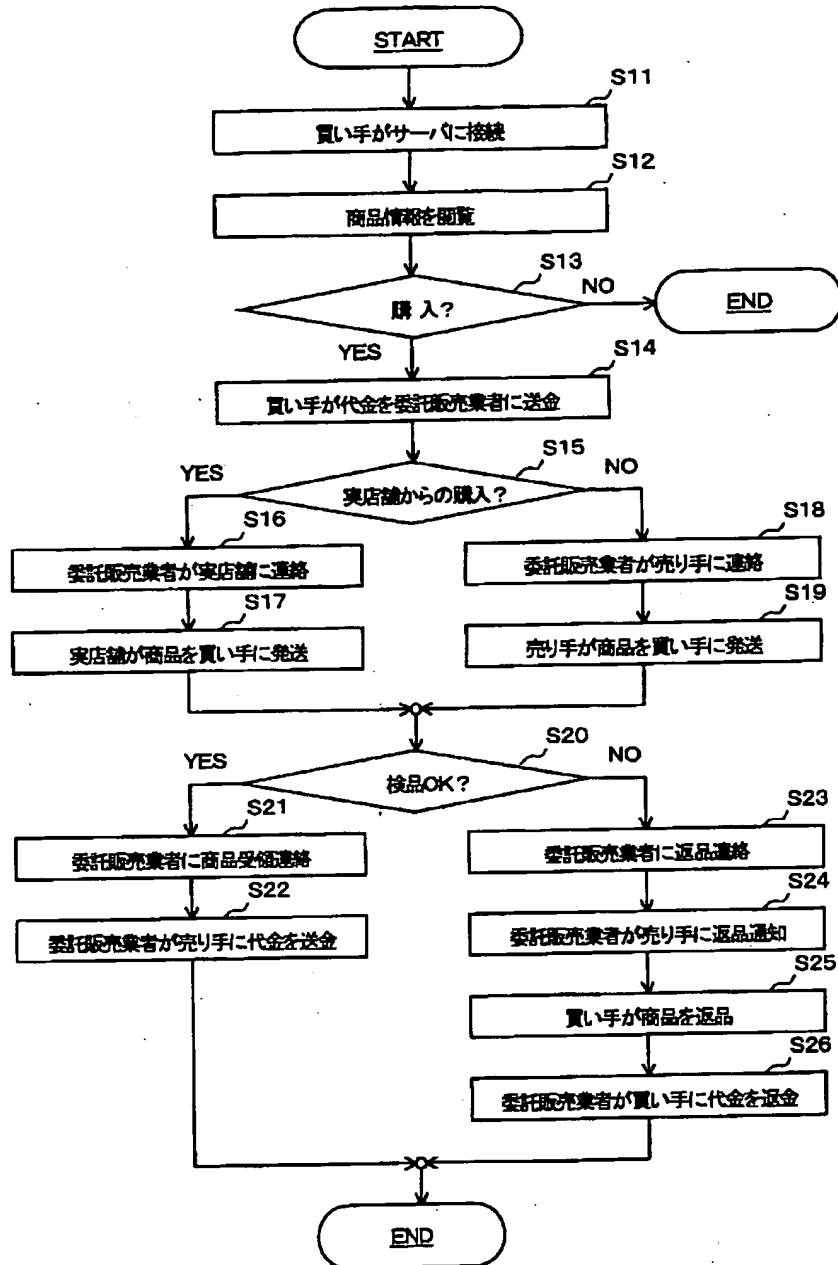 START
S11
買い手がサーバに接続
S12
商品情報を閲覧
S13
購 入?
NO
END
YES
S14
買い手が代金を委託販売業者に送金
S15
YES
実店舗からの購入?
NO
S16
委託販売業者が実店舗に連絡
S18
委託販売業者が売り手に連絡
S17
実店舗が商品を買い手に発送
S19
売り手が商品を買い手に発送
S20
YES
検品OK?
NO
S21
委託販売業者に商品受領連絡
S23
委託販売業者に返品連絡
S22
委託販売業者が売り手に代金を送金
S24
委託販売業者が売り手に返品通知
S25
買い手が商品を返品
S26
委託販売業者が買い手に代金を返金
END